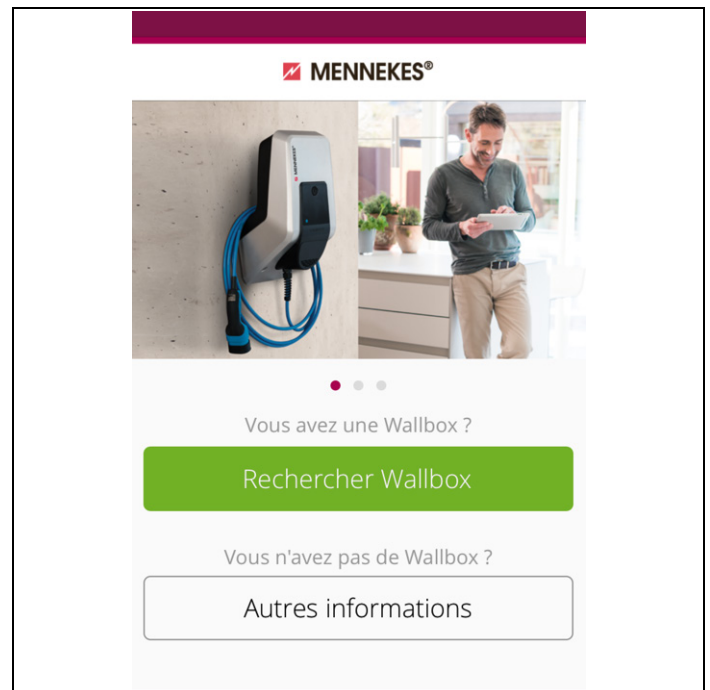 MENNEKES®
Vous avez une Wallbox ?
Rechercher Wallbox
Vous n'avez pas de Wallbox ?
Autres informations